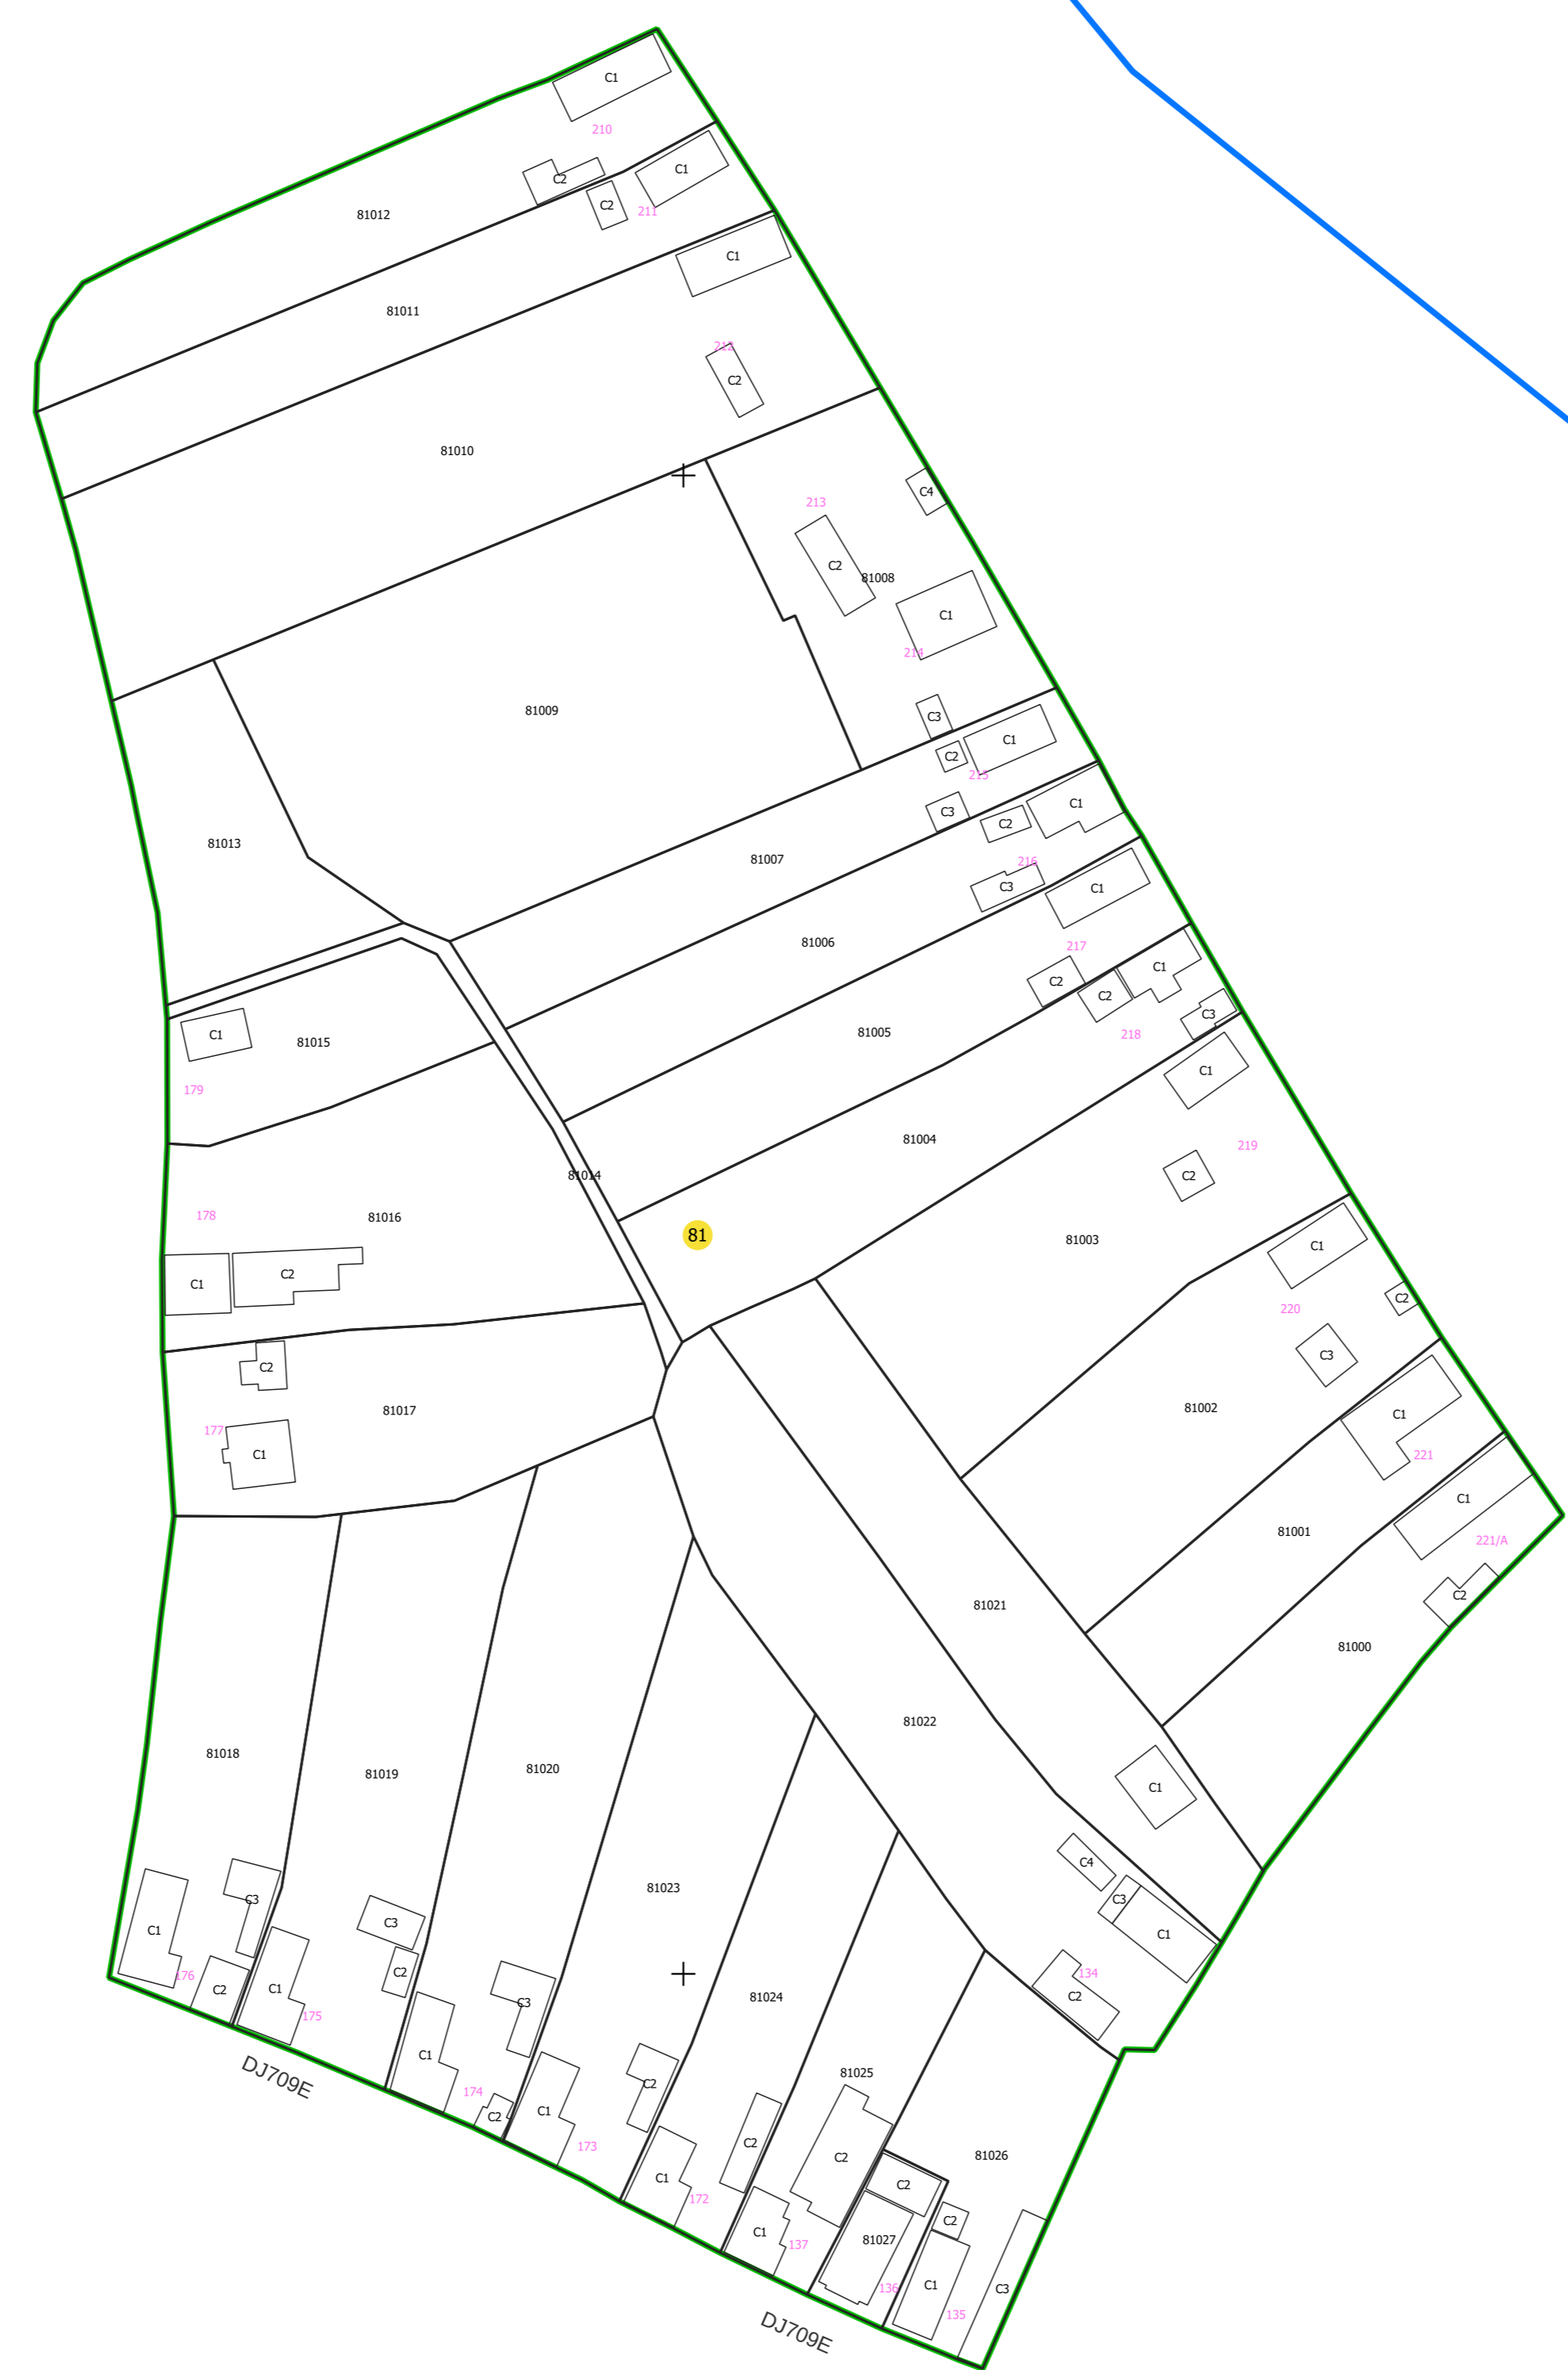 C1
210
C2
C1
C2
211
81012
C1
81011
212
C2
81010
C4
213
C2
81008
C1
214
81009
C3
C1
C2
215
C3
C1
C2
81013
81007
216
C3
C1
81006
217
C2
C1
C2
C3
218
C1
81015
81005
C1
179
81004
219
81014
C2
178
81016
81
81003
C1
C1
C2
C2
220
C3
C2
81017
81002
C1
177
C1
221
C1
81001
221/A
C2
81021
81000
81022
81018
81019
81020
C1
C4
81023
C3
C3
C1
C3
C1
C2
176
C1
175
C2
C3
134
C2
81024
DJ709E
C1
174
C2
C1
173
C2
81025
C2
C1
172
C2
81026
C2
C2
C1
137
81027
136
C1
135
C3
DJ709E